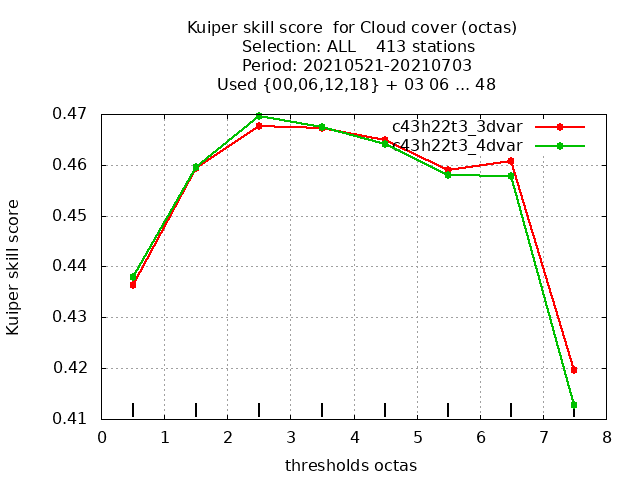 Kuiper skill score  for Cloud cover (octas)
Selection: ALL    413 stations
Period: 20210521-20210703
Used {00,06,12,18} + 03 06 ... 48
c43h22t3_3dvar
c43h22t3_4dvar
Kuiper skill score
0.47
0.46
0.45
0.44
0.43
0.42
0.41
0 1 2 3 4 5 6 7 8
thresholds octas